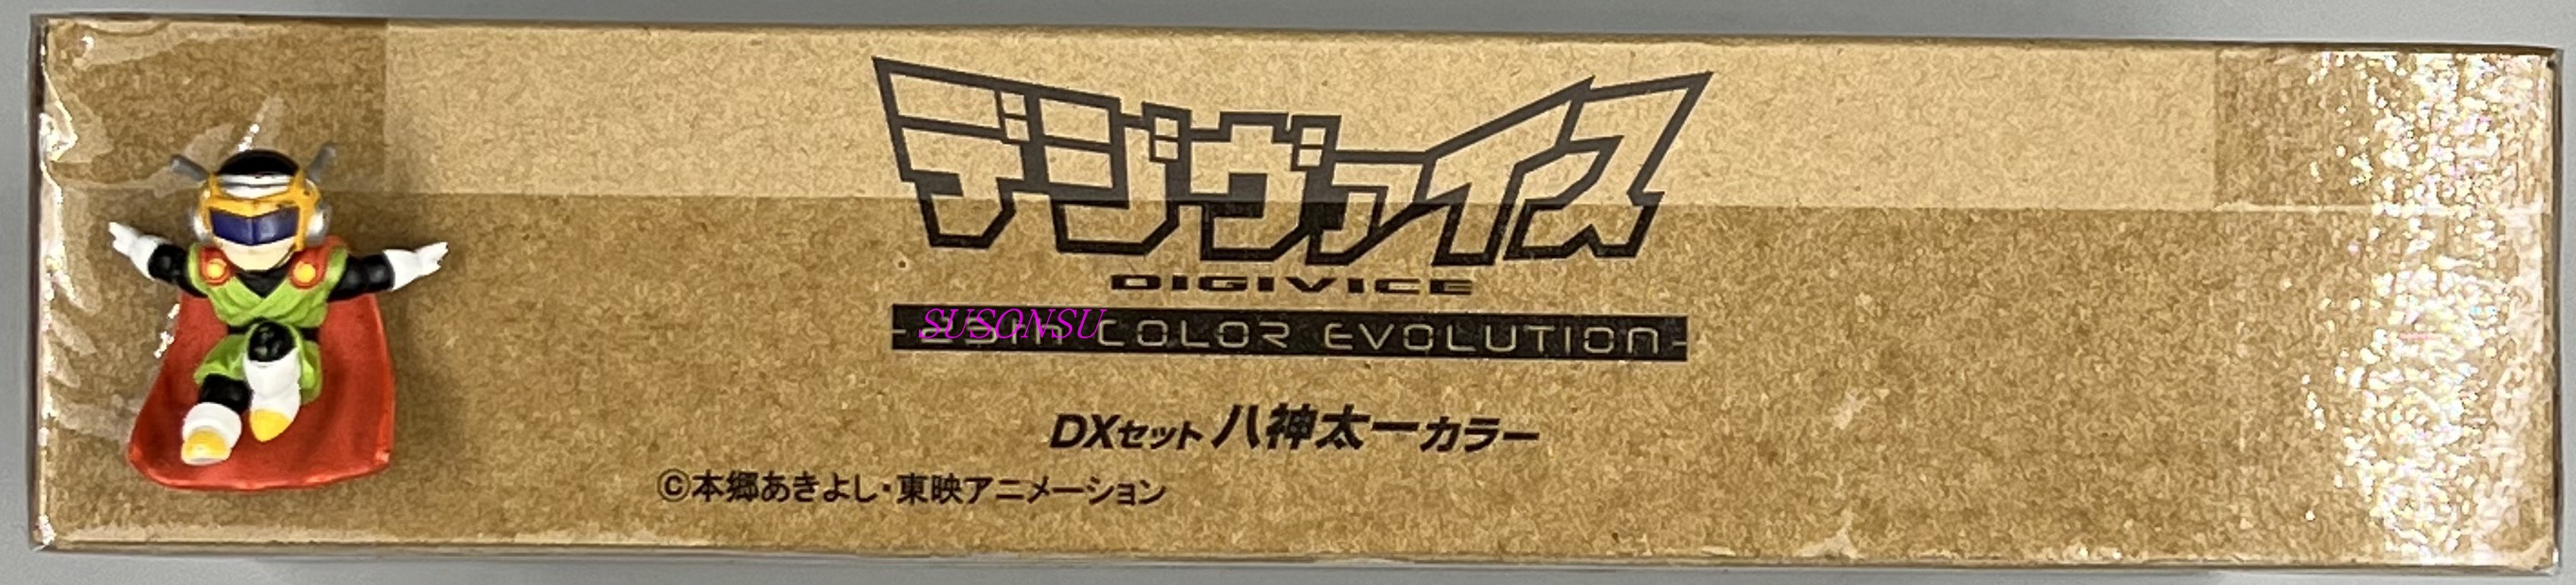 デジヴァイス
DIGIVICE
-25th COLOR EVOLUTION-
SUSONSU
DXセット 八神太一カラー
©本郷あきよし・東映アニメーション